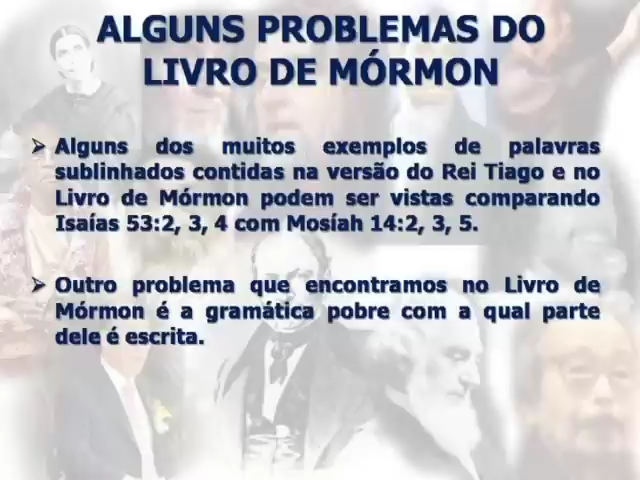 ALGUNS PROBLEMAS DO
LIVRO DE MÓRMON
Alguns dos muitos exemplos de palavras
sublinhados contidas na versão do Rei Tiago e no
Livro de Mórmon podem ser vistas comparando
Isaías 53:2, 3, 4 com Mosíah 14:2, 3, 5.
Outro problema que encontramos no Livro de
Mórmon é a gramática pobre com a qual parte
dele é escrita.